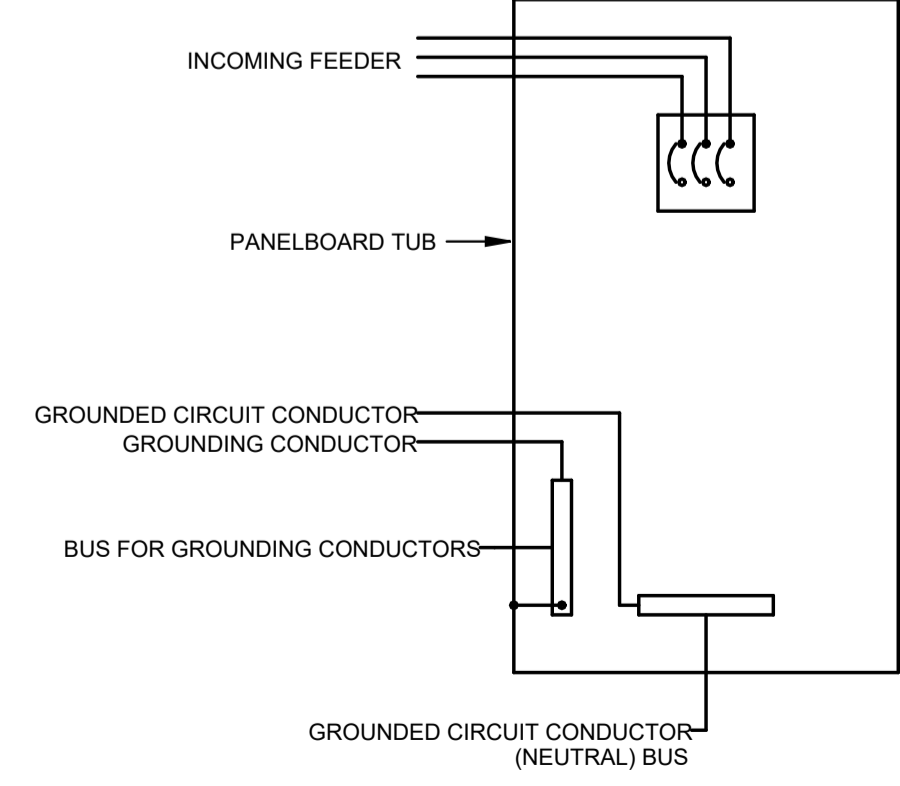 INCOMING FEEDER
PANELBOARD TUB
GROUNDED CIRCUIT CONDUCTOR
GROUNDING CONDUCTOR
BUS FOR GROUNDING CONDUCTORS
GROUNDED CIRCUIT CONDUCTOR
(NEUTRAL) BUS